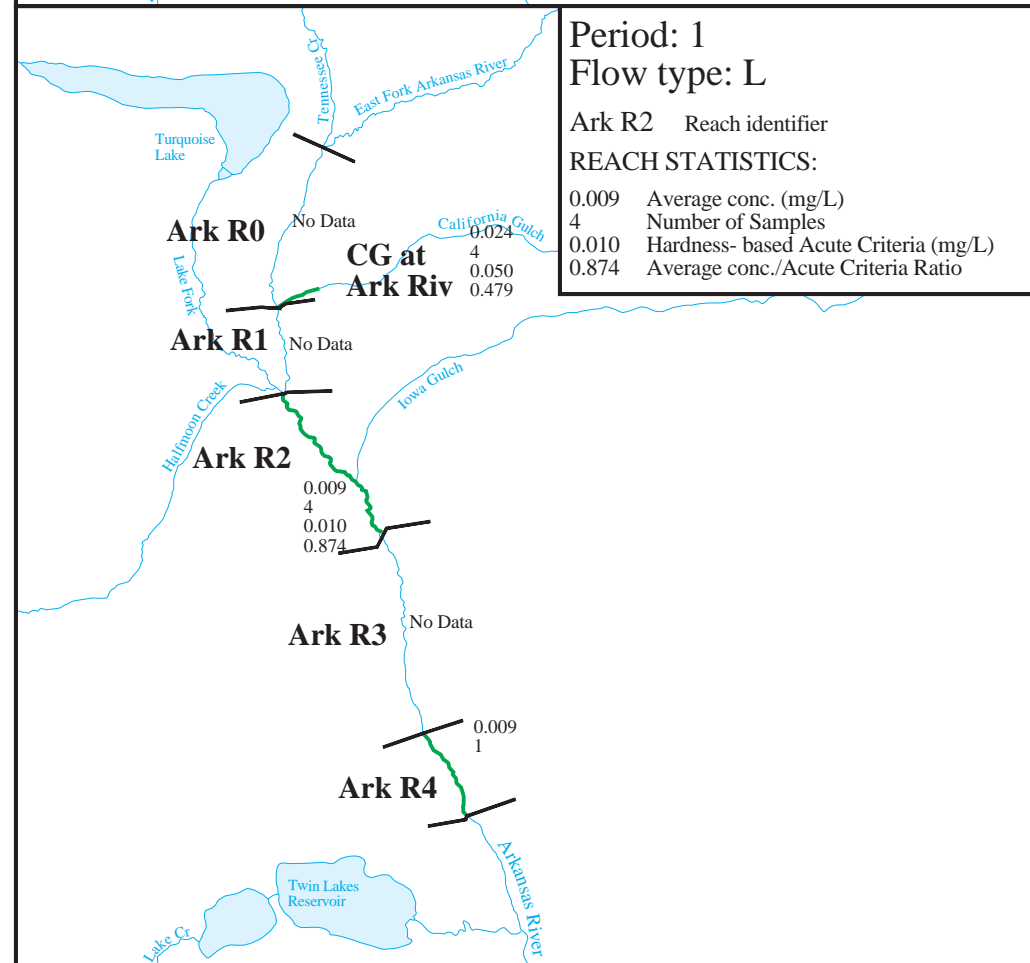 Period: 1
Flow type: L
Ark R2 Reach identifier
REACH STATISTICS:
0.009 Average conc. (mg/L)
4 Number of Samples
0.010 Hardness- based Acute Criteria (mg/L)
0.874 Average conc./Acute Criteria Ratio
Tennessee Cr
East Fork Arkansas River
Turquoise
Lake
Ark R0
No Data
California Gulch
0.024
4
0.050
0.479
CG at
Ark Riv
Lake Fork
Ark R1
No Data
Iowa Gulch
Halfmoon Creek
Ark R2
0.009
4
0.010
0.874
Ark R3
No Data
0.009
1
Ark R4
Arkansas River
Twin Lakes
Reservoir
Lake Cr